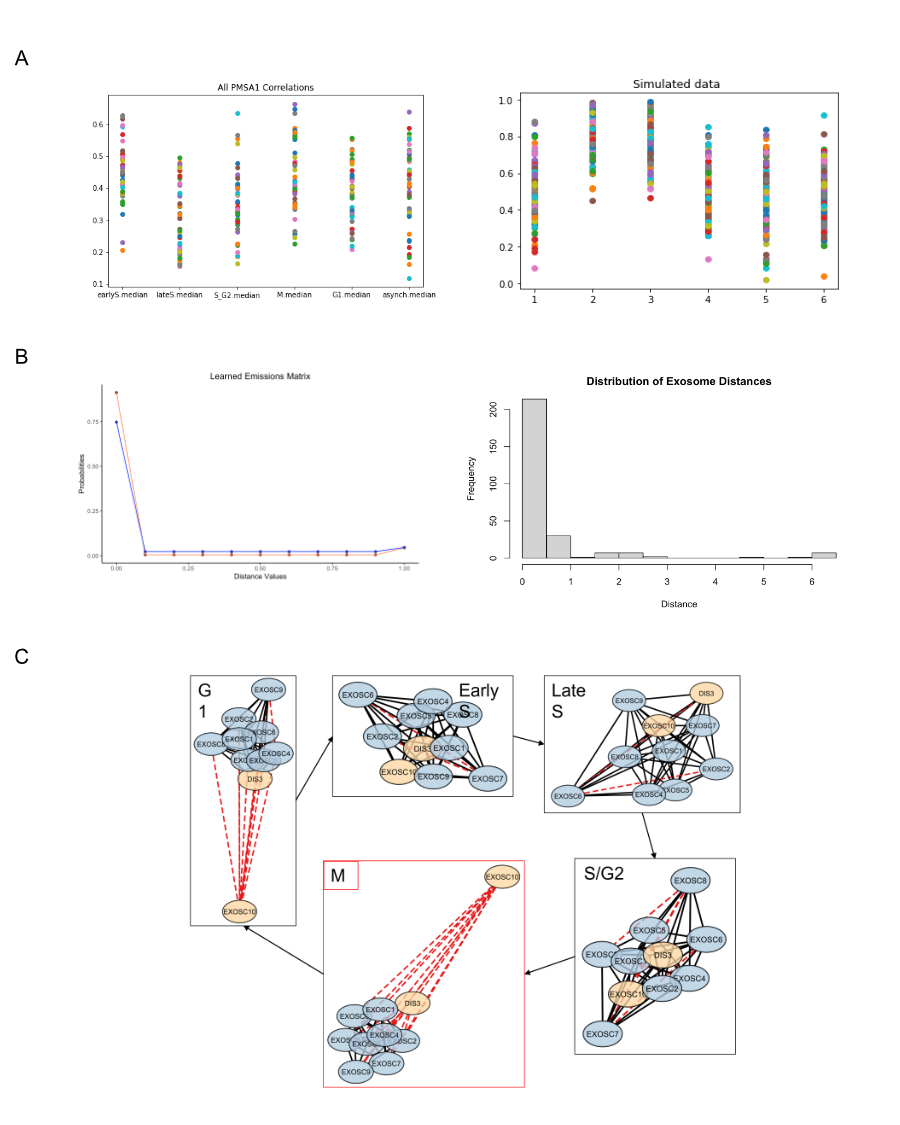 A
All PMSA1 Correlations
0.6
0.5
0.4
0.3
0.2
0.1
earlyS.median lateS.median S_G2.median M.median G1.median asynch.median
Simulated data
1.0
0.8
0.6
0.4
0.2
0.0
1 2 3 4 5 6
B
Learned Emissions Matrix
Probabilities
0.75
0.50
0.25
0.00
0.00 0.25 0.50 0.75 1.00
Distance Values
Distribution of Exosome Distances
Frequency
200
150
100
50
0
0 1 2 3 4 5 6
Distance
C
G
1
EXOSC9
EXOSC2
EXOSC1
EXOSC4
DIS3
EXOSC10
Early
S
EXOSC6
EXOSC4
EXOSC8
EXOSC2
DIS3
EXOSC1
EXOSC10
EXOSC9
EXOSC7
Late
S
EXOSC9
DIS3
EXOSC10
EXOSC7
EXOSC1
EXOSC2
EXOSC6
EXOSC4
EXOSC5
S/G2
EXOSC8
EXOSC5
EXOSC6
DIS3
EXOSC4
EXOSC10
EXOSC2
EXOSC7
M
EXOSC10
DIS3
EXOSC1
EXOSC4
EXOSC7
EXOSC9